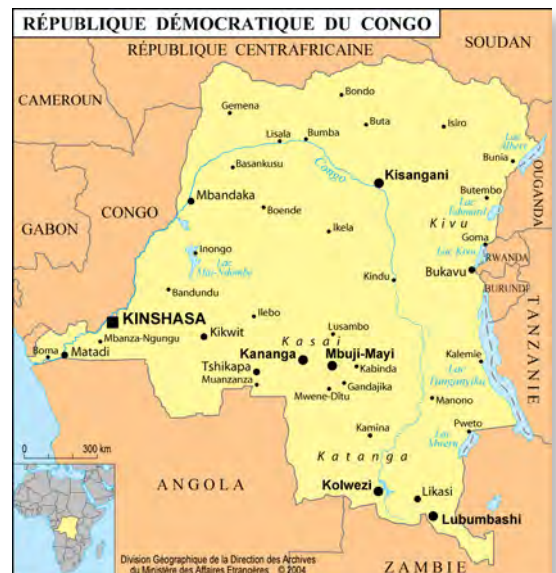 RÉPUBLIQUE DÉMOCRATIQUE DU CONGO
SOUDAN
RÉPUBLIQUE CENTRAFRICAINE
CAMEROUN
Bondo
Gemena
Buta
Isiro
Lisala
Bumba
Lac
Albert
Bunia
Basankusu
Congo
Kisangani
OUGANDA
Butembo
Mbandaka
Lac
Edouard
CONGO
Boende
Kivu
GABON
Ikela
Goma
Inongo
Lac Kivu
RWANDA
Lac
Maï-Ndombe
Kindu
Bukavu
BURUNDI
Bandundu
TANZANIE
Ilebo
KINSHASA
Lusambo
Kikwit
Kasai
Mbanza-Ngungu
Boma
Matadi
Kananga
Mbuji-Mayi
Kalemie
Tshikapa
Kabinda
Lac
Tanganyika
Muanzanza
Gandajika
Mwene-Dîtu
Manono
Kamina
Pweto
0
300 km
Lac
Mweru
Katanga
ANGOLA
Kolwezi
Likasi
Lubumbashi
Division Géographique de la Direction des Archives
du Ministère des Affaires Etrangères © 2004
ZAMBIE